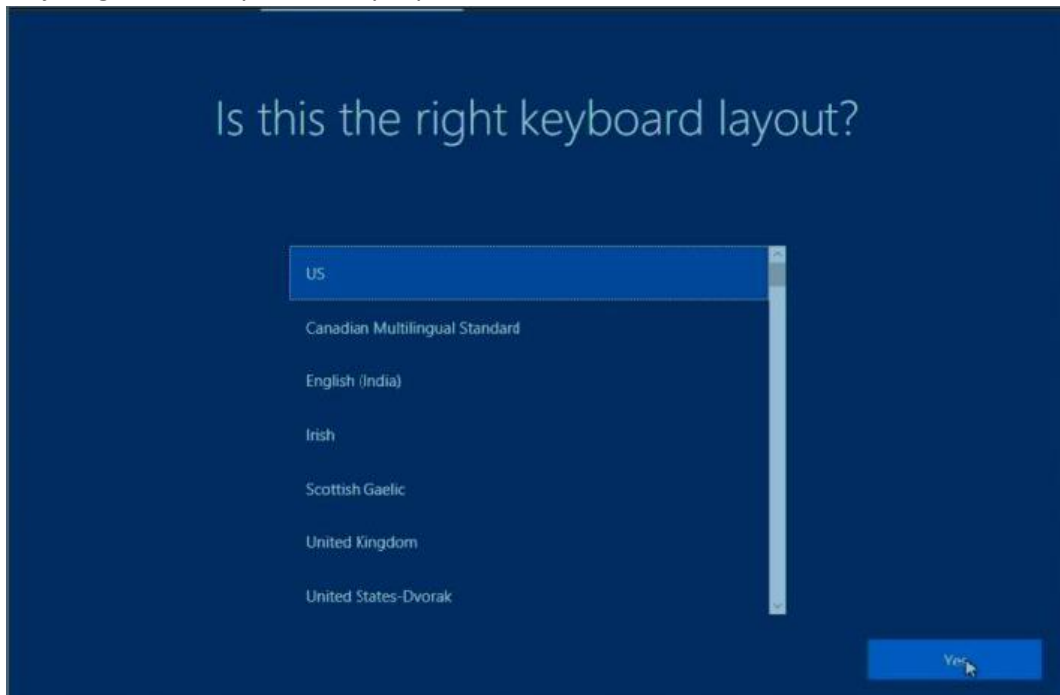 Is this the right keyboard layout?
US
Canadian Multilingual Standard
English (India)
Irish
Scottish Gaelic
United Kingdom
United States-Dvorak
Yes